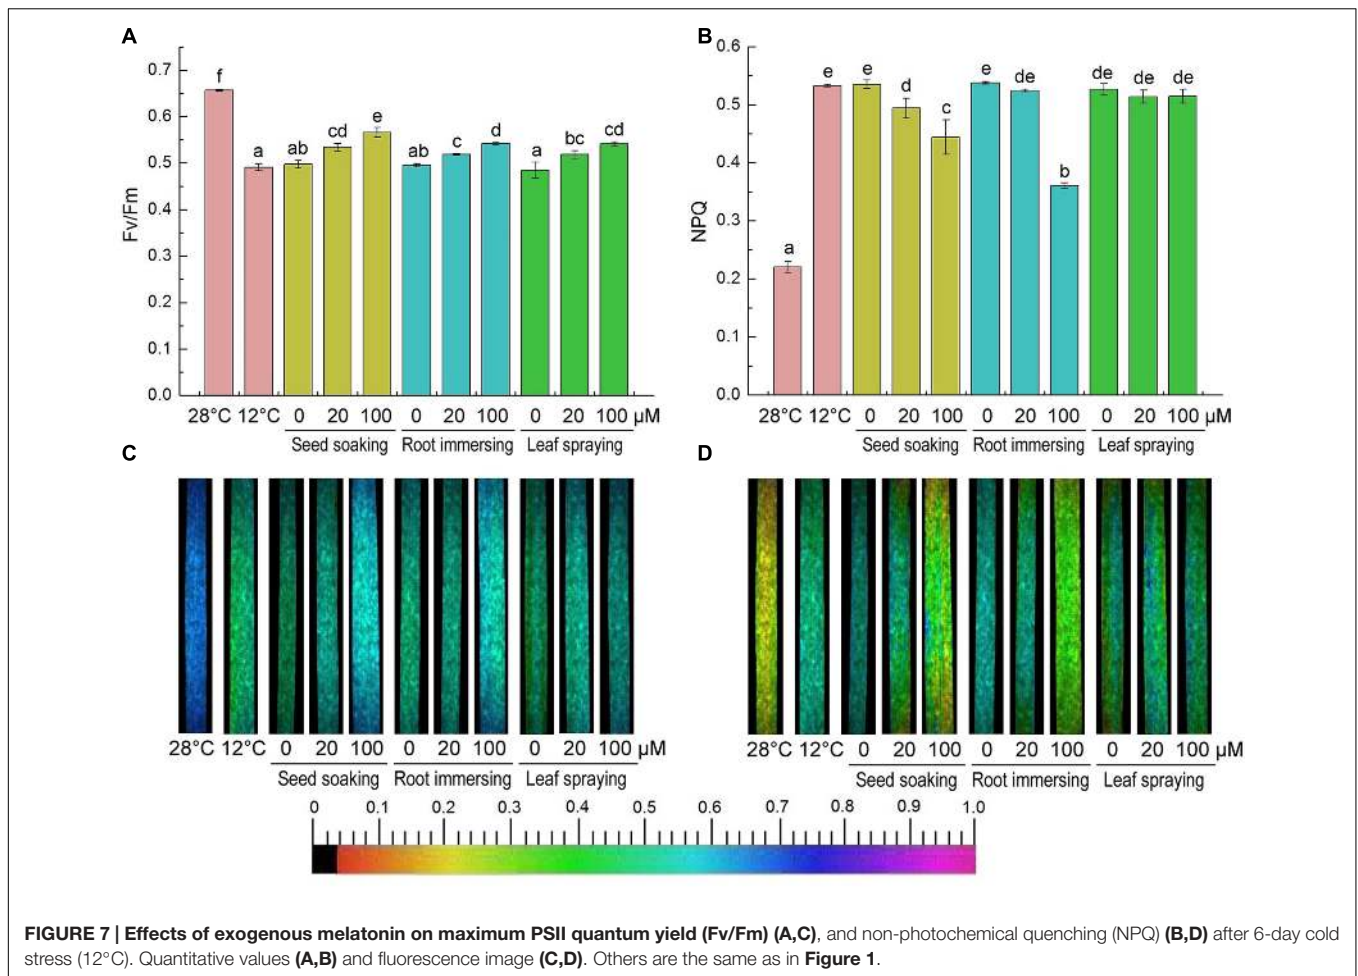 A
Fv/Fm
0.7
0.6
0.5
0.4
0.3
0.2
0.1
0.0
f
a
ab
cd
e
ab
c
d
a
bc
cd
28°C 12°C 0 20 100 0 20 100 0 20 100 µM
Seed soaking Root immersing Leaf spraying
B
NPQ
0.6
0.5
0.4
0.3
0.2
0.1
0.0
a
e
e
d
c
e
de
b
de
de
de
28°C 12°C 0 20 100 0 20 100 0 20 100 µM
Seed soaking Root immersing Leaf spraying
C
28°C 12°C 0 20 100 0 20 100 0 20 100 µM
Seed soaking Root immersing Leaf spraying
D
28°C 12°C 0 20 100 0 20 100 0 20 100 µM
Seed soaking Root immersing Leaf spraying
0 0.1 0.2 0.3 0.4 0.5 0.6 0.7 0.8 0.9 1.0
FIGURE 7 | Effects of exogenous melatonin on maximum PSII quantum yield (Fv/Fm) (A,C), and non-photochemical quenching (NPQ) (B,D) after 6-day cold
stress (12°C). Quantitative values (A,B) and fluorescence image (C,D). Others are the same as in Figure 1.